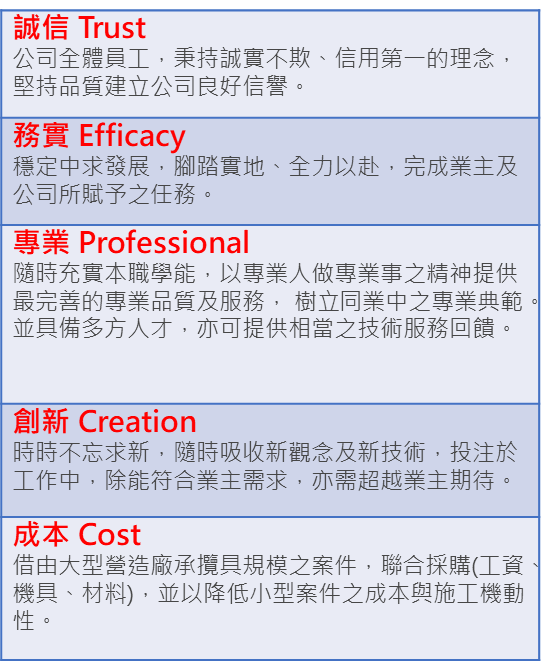 誠信 Trust
公司全體員工，秉持誠實不欺、信用第一的理念，
堅持品質建立公司良好信譽。
務實 Efficacy
穩定中求發展，腳踏實地、全力以赴，完成業主及
公司所賦予之任務。
專業 Professional
隨時充實本職學能，以專業人做專業事之精神提供
最完善的專業品質及服務， 樹立同業中之專業典範。
並具備多方人才，亦可提供相當之技術服務回饋。
創新 Creation
時時不忘求新，隨時吸收新觀念及新技術，投注於
工作中，除能符合業主需求，亦需超越業主期待。
成本 Cost
借由大型營造廠承攬具規模之案件，聯合採購(工資、
機具、材料)，並以降低小型案件之成本與施工機動
性。